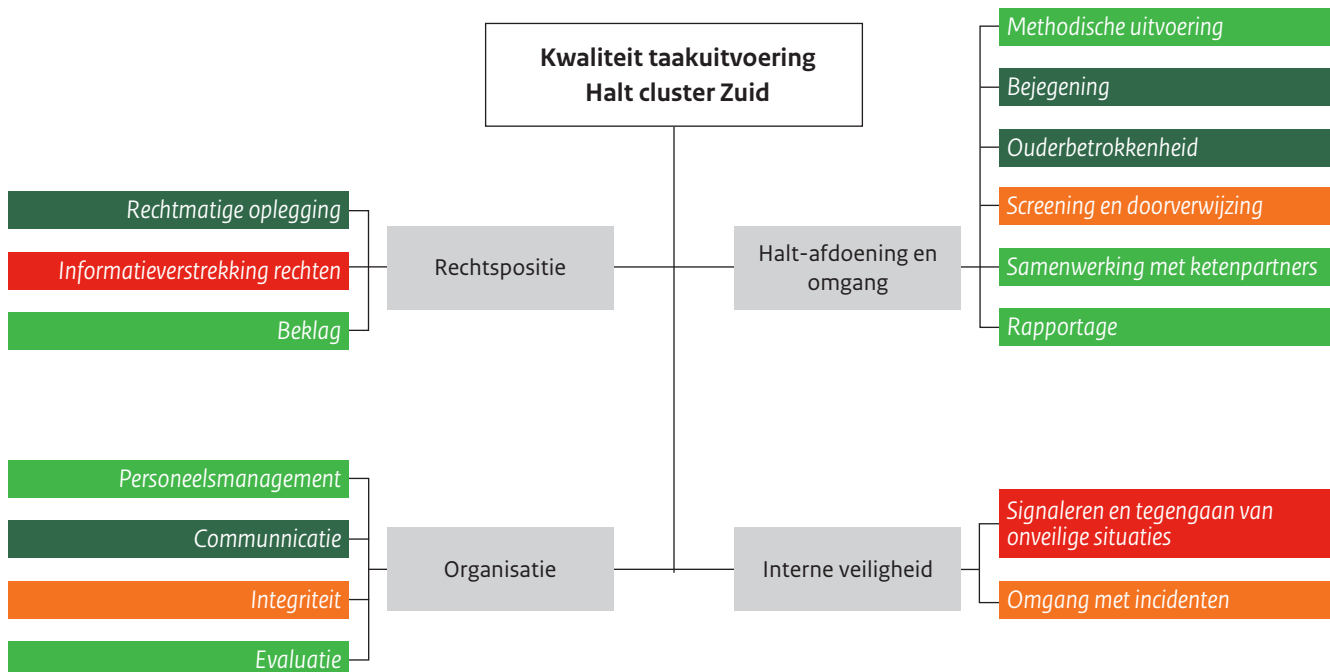 Kwaliteit taakuitvoering
Halt cluster Zuid
Rechtmatige oplegging
Informatieverstrekking rechten
Beklag
Rechtspositie
Halt-afdoening en
omgang
Methodische uitvoering
Bejegening
Ouderbetrokkenheid
Screening en doorverwijzing
Samenwerking met ketenpartners
Rapportage
Personeelsmanagement
Communnicatie
Integriteit
Evaluatie
Organisatie
Interne veiligheid
Signaleren en tegengaan van
onveilige situaties
Omgang met incidenten